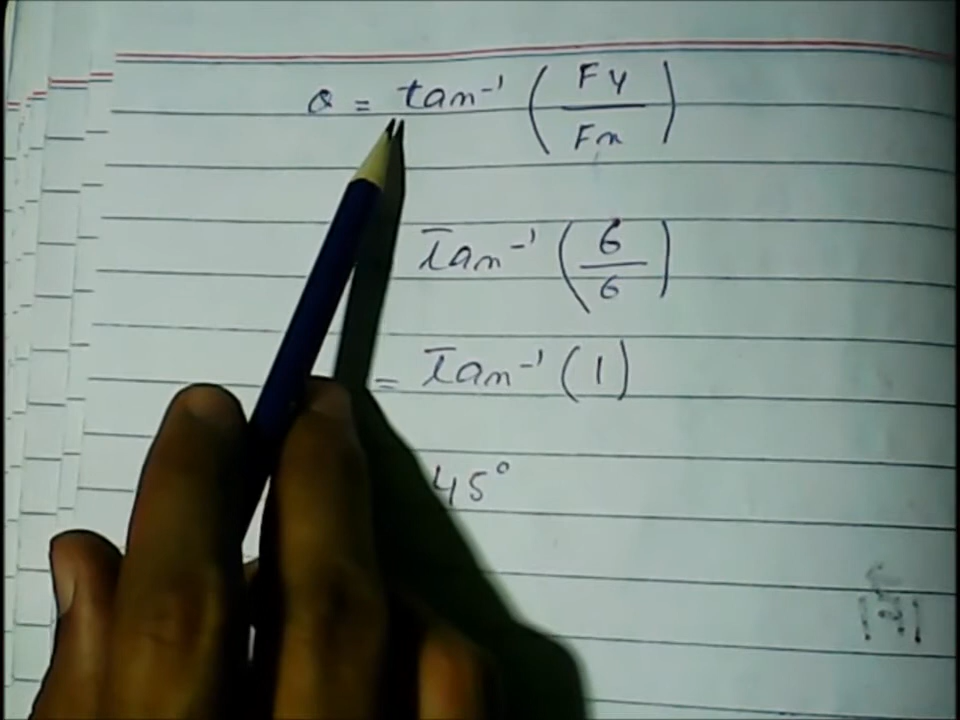 θ = tan⁻¹ (Fy/Fx)
Tan⁻¹ (6/6)
= Tan⁻¹ (1)
45°